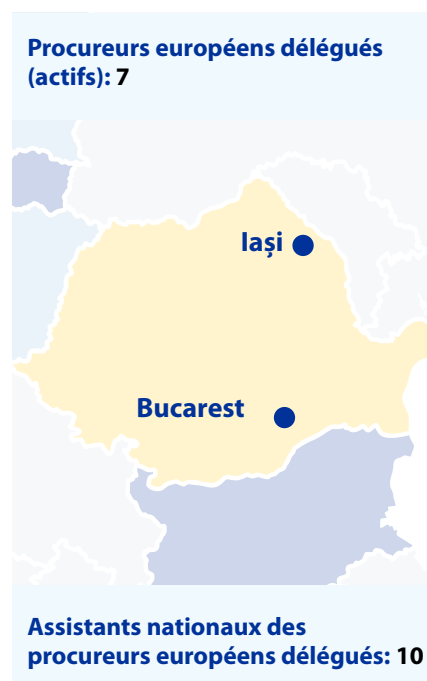 Procureurs européens délégués
(actifs): 7
Iași
Bucarest
Assistants nationaux des
procureurs européens délégués: 10